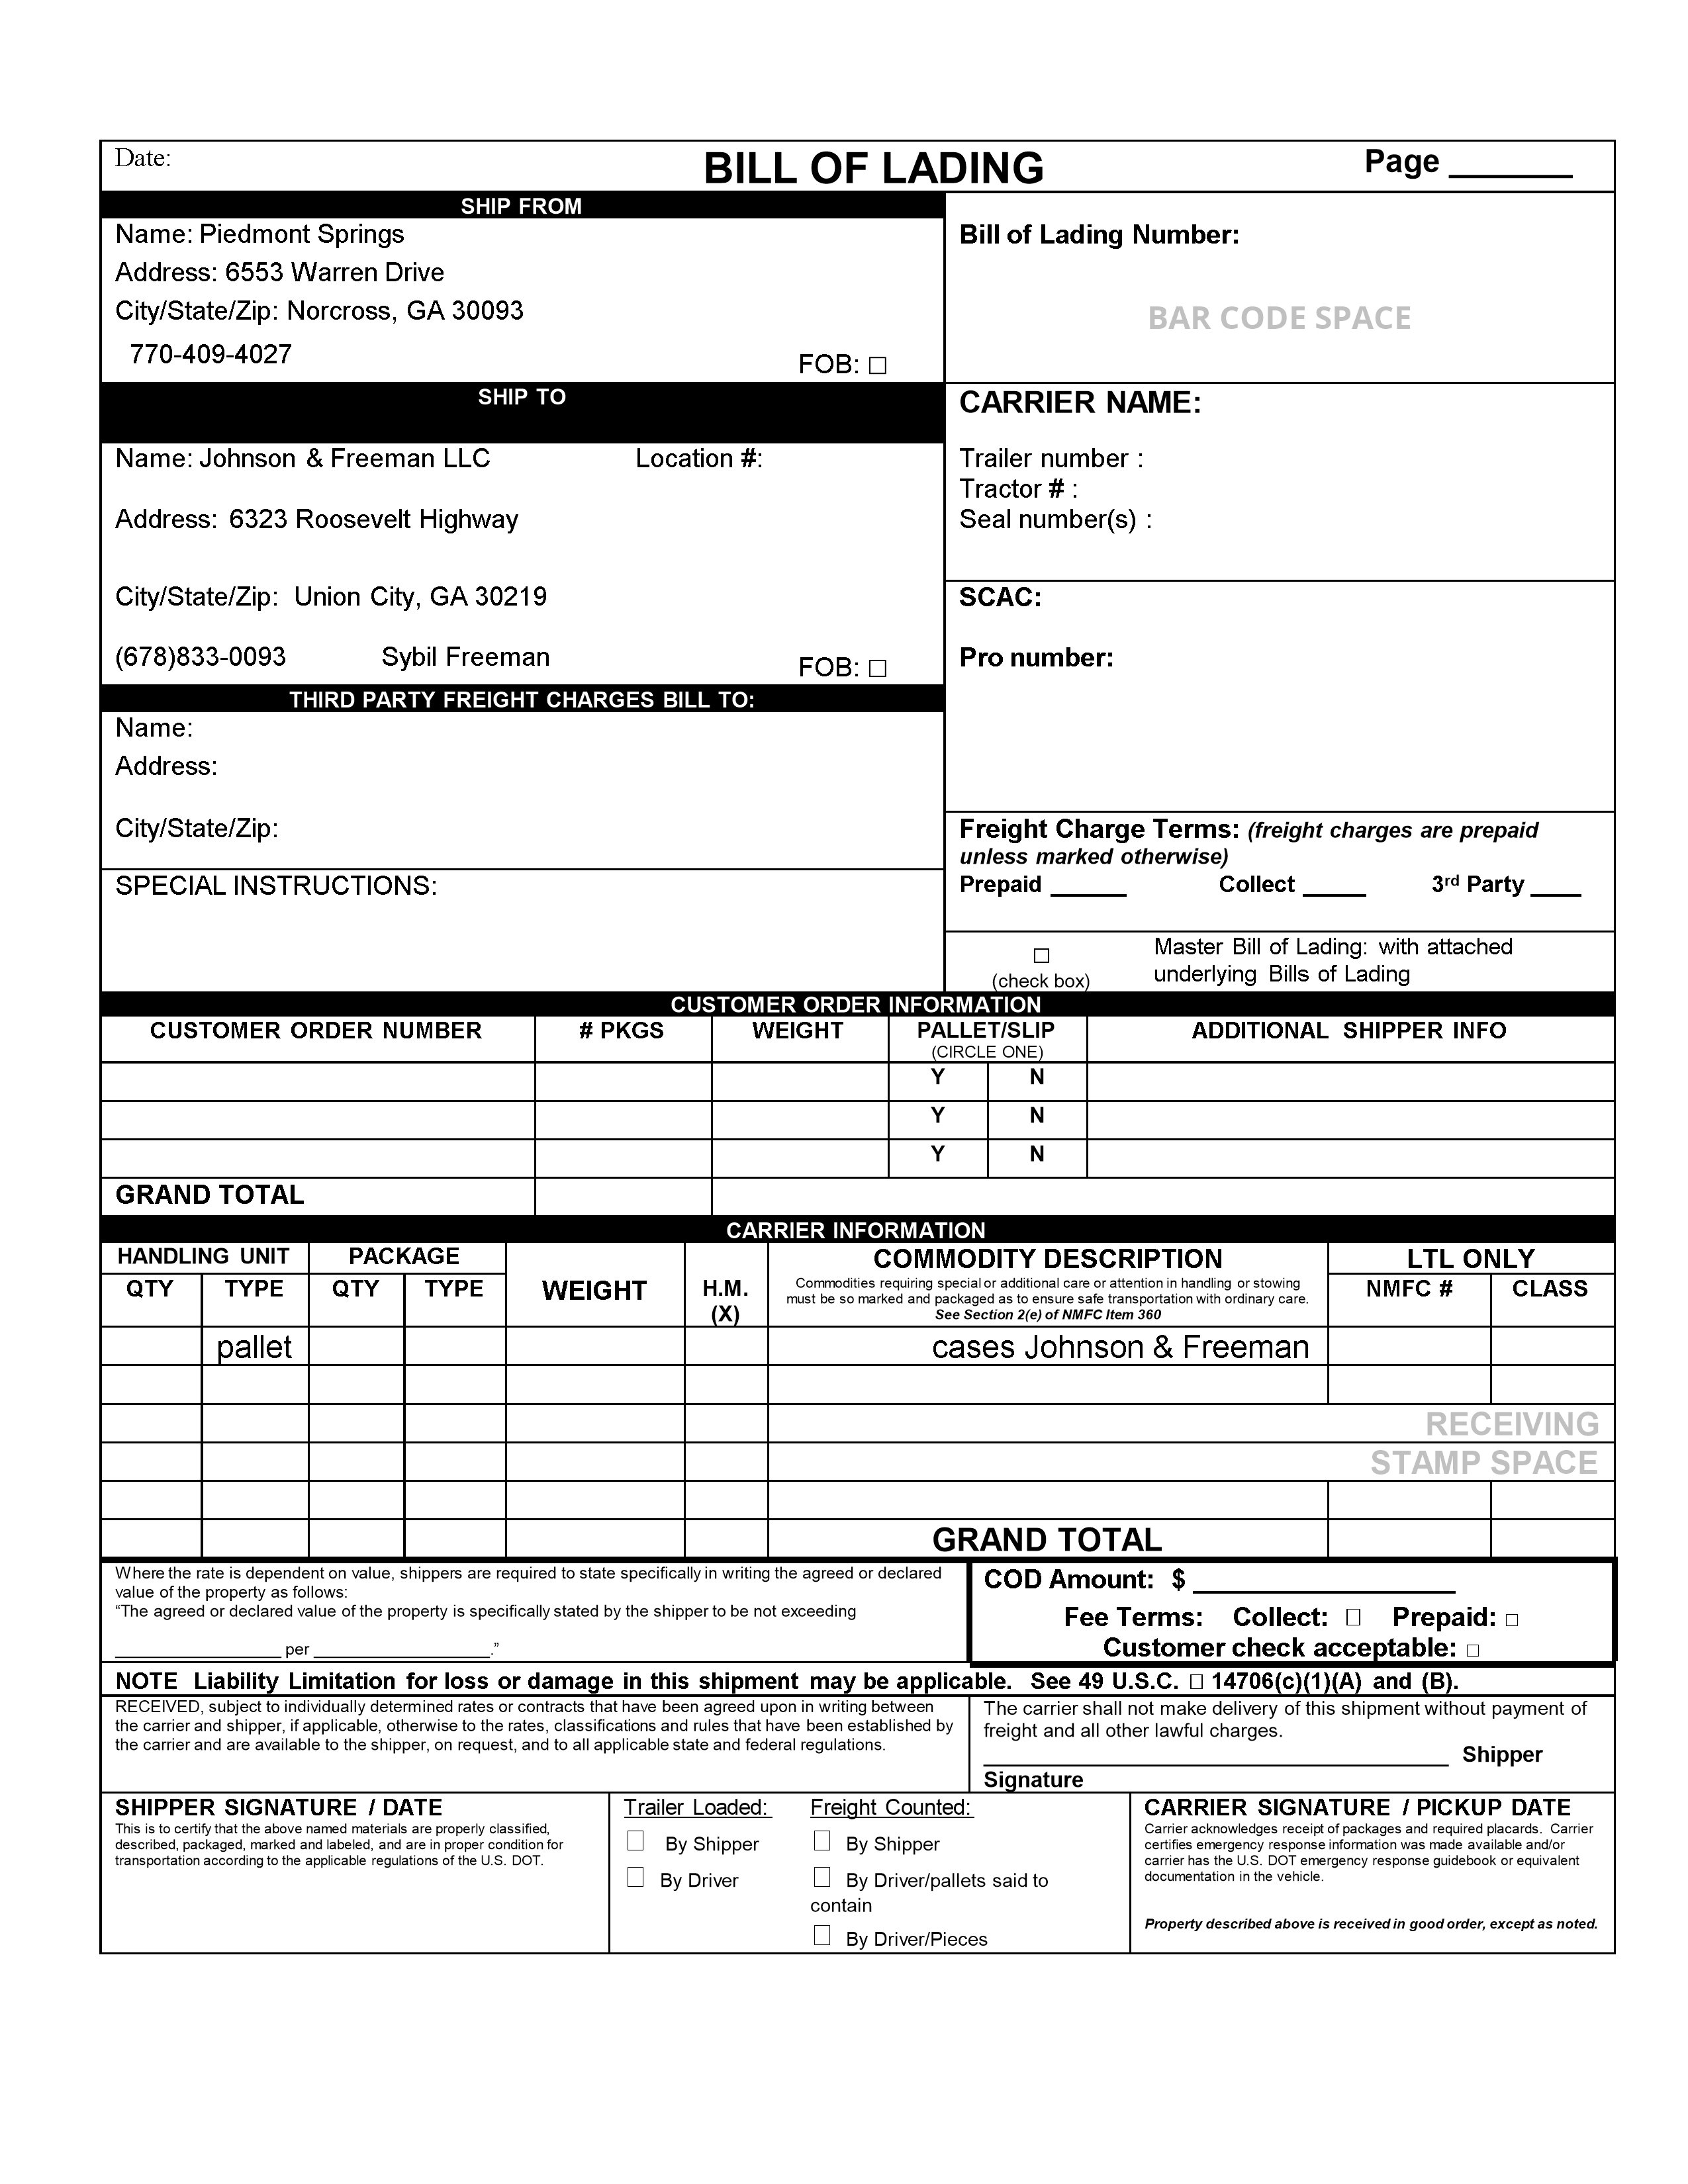 Date:
BILL OF LADING
Page ________
SHIP FROM
Name: Piedmont Springs
Address: 6553 Warren Drive
City/State/Zip: Norcross, GA 30093
770-409-4027
FOB: □
Bill of Lading Number:
BAR CODE SPACE
SHIP TO
Name: Johnson & Freeman LLC Location #:
Address: 6323 Roosevelt Highway
City/State/Zip: Union City, GA 30219
(678)833-0093 Sybil Freeman
FOB: □
CARRIER NAME:
Trailer number :
Tractor # :
Seal number(s) :
SCAC:
Pro number:
THIRD PARTY FREIGHT CHARGES BILL TO:
Name:
Address:
City/State/Zip:
SPECIAL INSTRUCTIONS:
Freight Charge Terms: (freight charges are prepaid
unless marked otherwise)
Prepaid ______ Collect _____ 3rd Party ____
□
(check box)
Master Bill of Lading: with attached
underlying Bills of Lading
CUSTOMER ORDER INFORMATION
CUSTOMER ORDER NUMBER # PKGS WEIGHT PALLET/SLIP ADDITIONAL SHIPPER INFO
(CIRCLE ONE)
Y N
Y N
Y N
GRAND TOTAL
CARRIER INFORMATION
HANDLING UNIT PACKAGE COMMODITY DESCRIPTION LTL ONLY
QTY TYPE QTY TYPE WEIGHT H.M.
(X)
Commodities requiring special or additional care or attention in handling or stowing
must be so marked and packaged as to ensure safe transportation with ordinary care.
See Section 2(e) of NMFC Item 360
NMFC # CLASS
pallet cases Johnson & Freeman
RECEIVING
STAMP SPACE
GRAND TOTAL
Where the rate is dependent on value, shippers are required to state specifically in writing the agreed or declared
value of the property as follows:
“The agreed or declared value of the property is specifically stated by the shipper to be not exceeding
__________________ per ___________________.”
COD Amount: $ ____________________
Fee Terms: Collect: □ Prepaid: □
Customer check acceptable: □
NOTE Liability Limitation for loss or damage in this shipment may be applicable. See 49 U.S.C. □ 14706(c)(1)(A) and (B).
RECEIVED, subject to individually determined rates or contracts that have been agreed upon in writing between
the carrier and shipper, if applicable, otherwise to the rates, classifications and rules that have been established by
the carrier and are available to the shipper, on request, and to all applicable state and federal regulations.
The carrier shall not make delivery of this shipment without payment of
freight and all other lawful charges.
_______________________________________ Shipper
Signature
SHIPPER SIGNATURE / DATE
This is to certify that the above named materials are properly classified,
described, packaged, marked and labeled, and are in proper condition for
transportation according to the applicable regulations of the U.S. DOT.
Trailer Loaded:
□ By Shipper
□ By Driver
Freight Counted:
□ By Shipper
□ By Driver/pallets said to
contain
□ By Driver/Pieces
CARRIER SIGNATURE / PICKUP DATE
Carrier acknowledges receipt of packages and required placards. Carrier
certifies emergency response information was made available and/or
carrier has the U.S. DOT emergency response guidebook or equivalent
documentation in the vehicle.
Property described above is received in good order, except as noted.